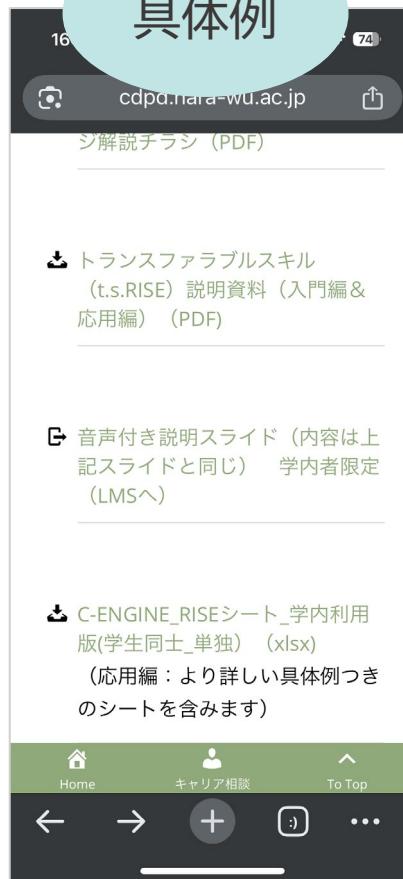 具体例
16
74
cdpd.nara-wu.ac.jp
ジ解説チラシ（PDF）
トランスファラブルスキル
（t.s.RISE）説明資料（入門編＆
応用編）（PDF)
音声付き説明スライド（内容は上
記スライドと同じ）　学内者限定
（LMSへ）
C-ENGINE_RISEシート_学内利用
版(学生同士_単独）（xlsx)
（応用編：より詳しい具体例つき
のシートを含みます）
Home キャリア相談 To Top
:)